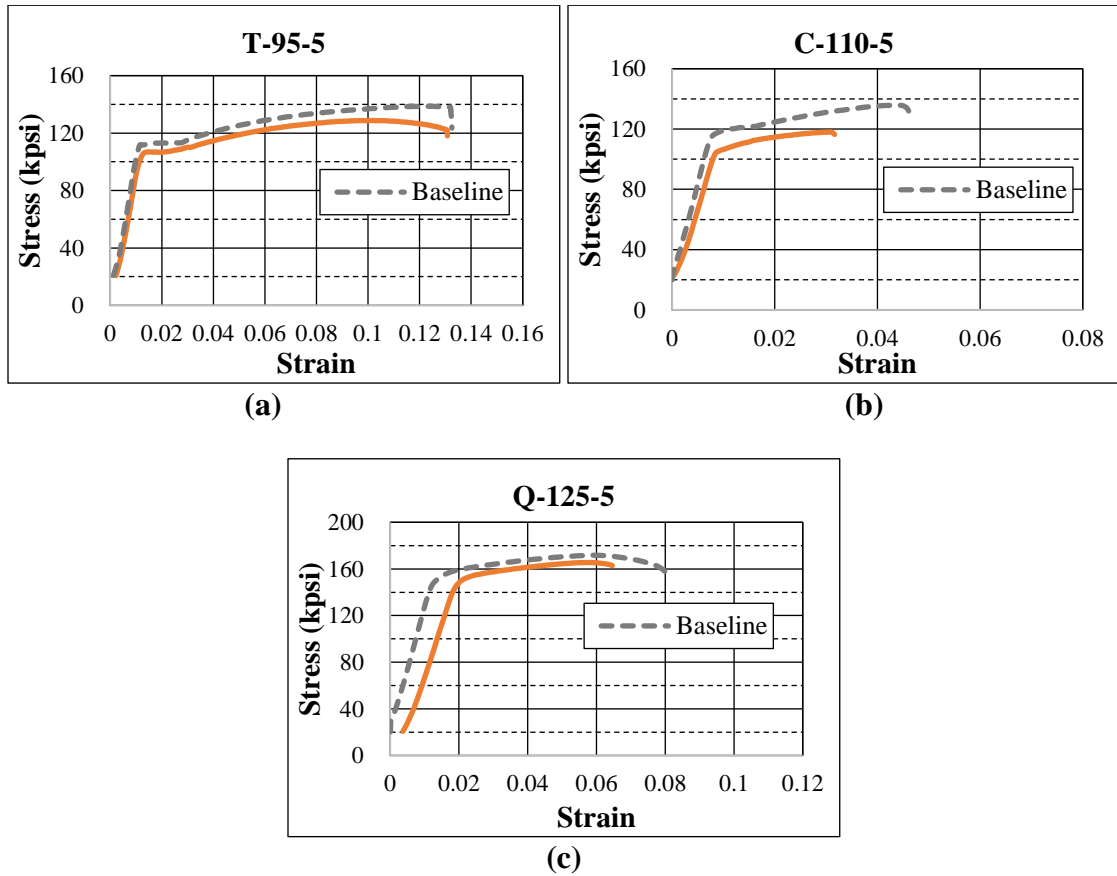 T-95-5
Stress (kpsi)
160
120
80
40
0
0 0.02 0.04 0.06 0.08 0.1 0.12 0.14 0.16
Strain
Baseline
(a)
C-110-5
Stress (kpsi)
160
120
80
40
0
0 0.02 0.04 0.06 0.08
Strain
Baseline
(b)
Q-125-5
Stress (kpsi)
200
160
120
80
40
0
0 0.02 0.04 0.06 0.08 0.1 0.12
Strain
Baseline
(c)